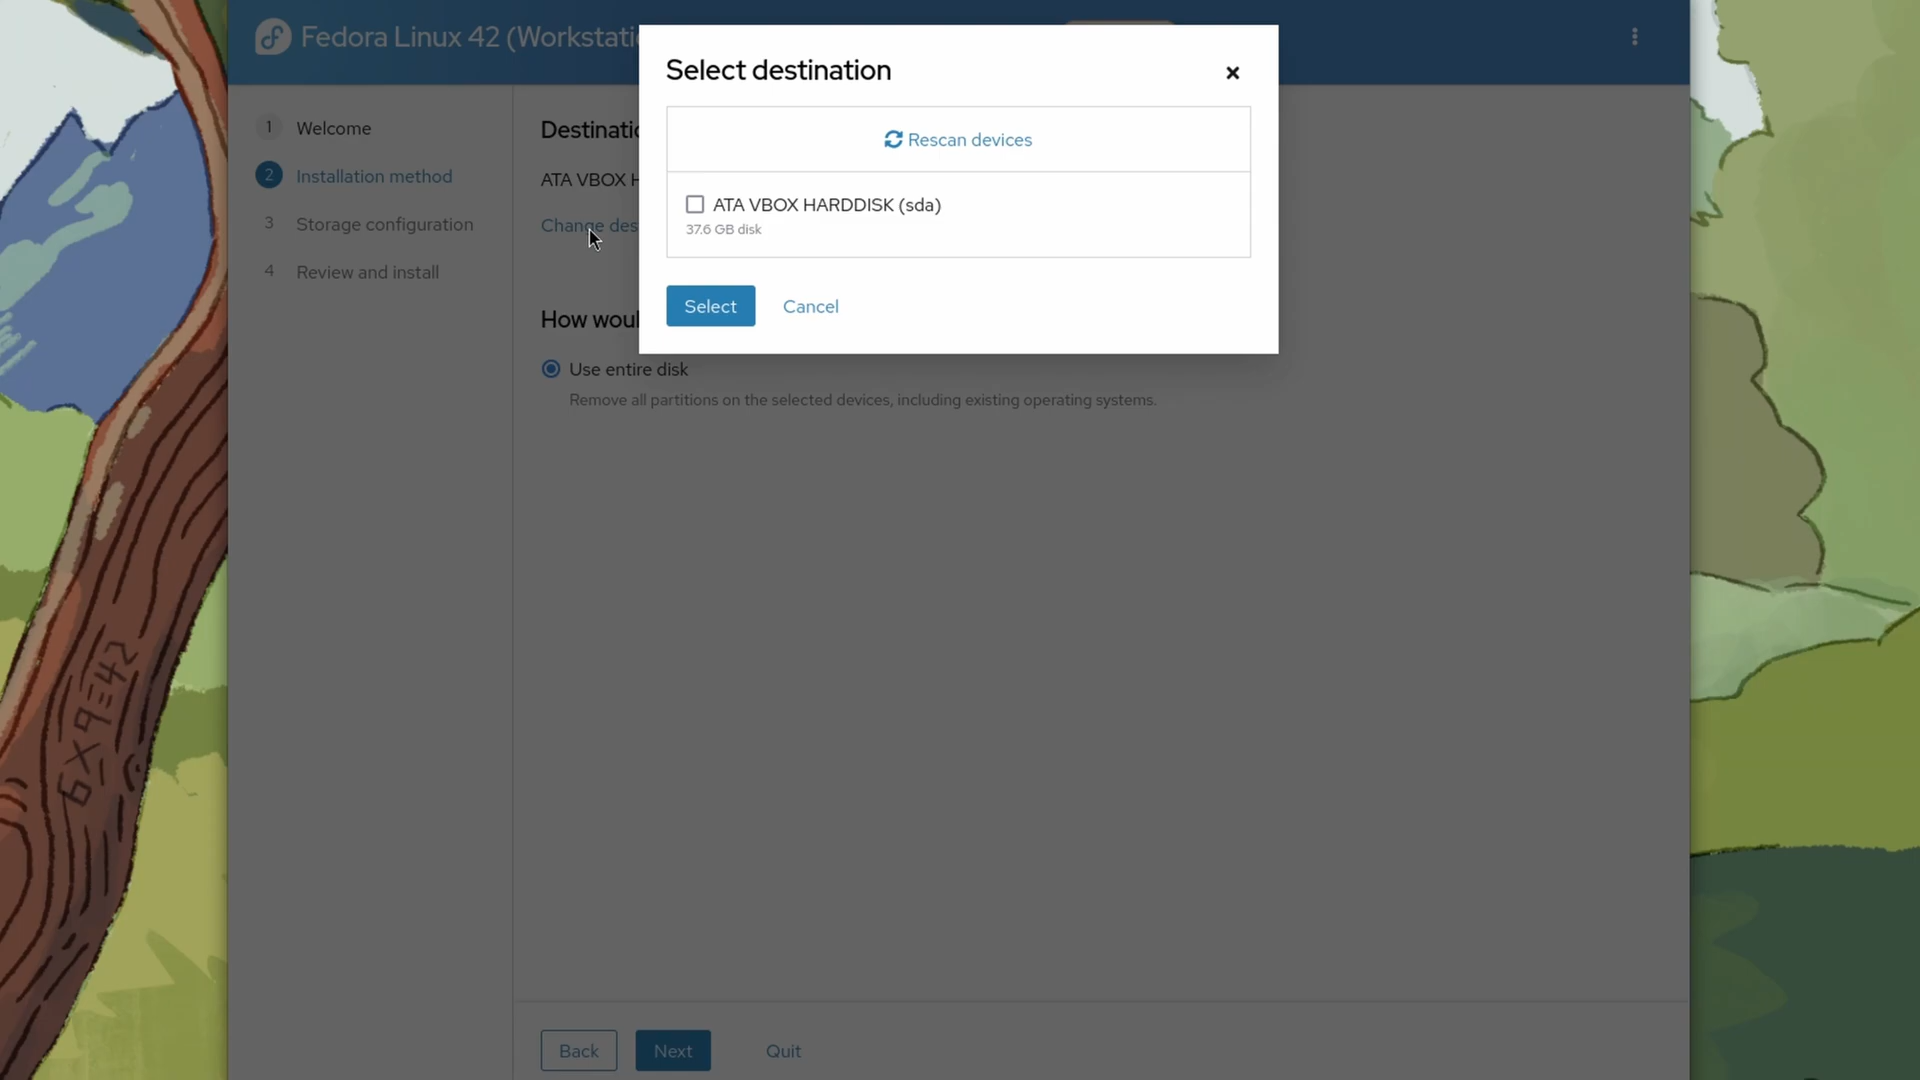 Fedora Linux 42 (Workstati
Select destination
Rescan devices
ATA VBOX HARDDISK (sda)
37.6 GB disk
Select
Cancel
1 Welcome
2 Installation method
3 Storage configuration
4 Review and install
Destinati
ATA VBOX H
Change des
How woul
Use entire disk
Remove all partitions on the selected devices, including existing operating systems.
Back
Next
Quit
6x9=42